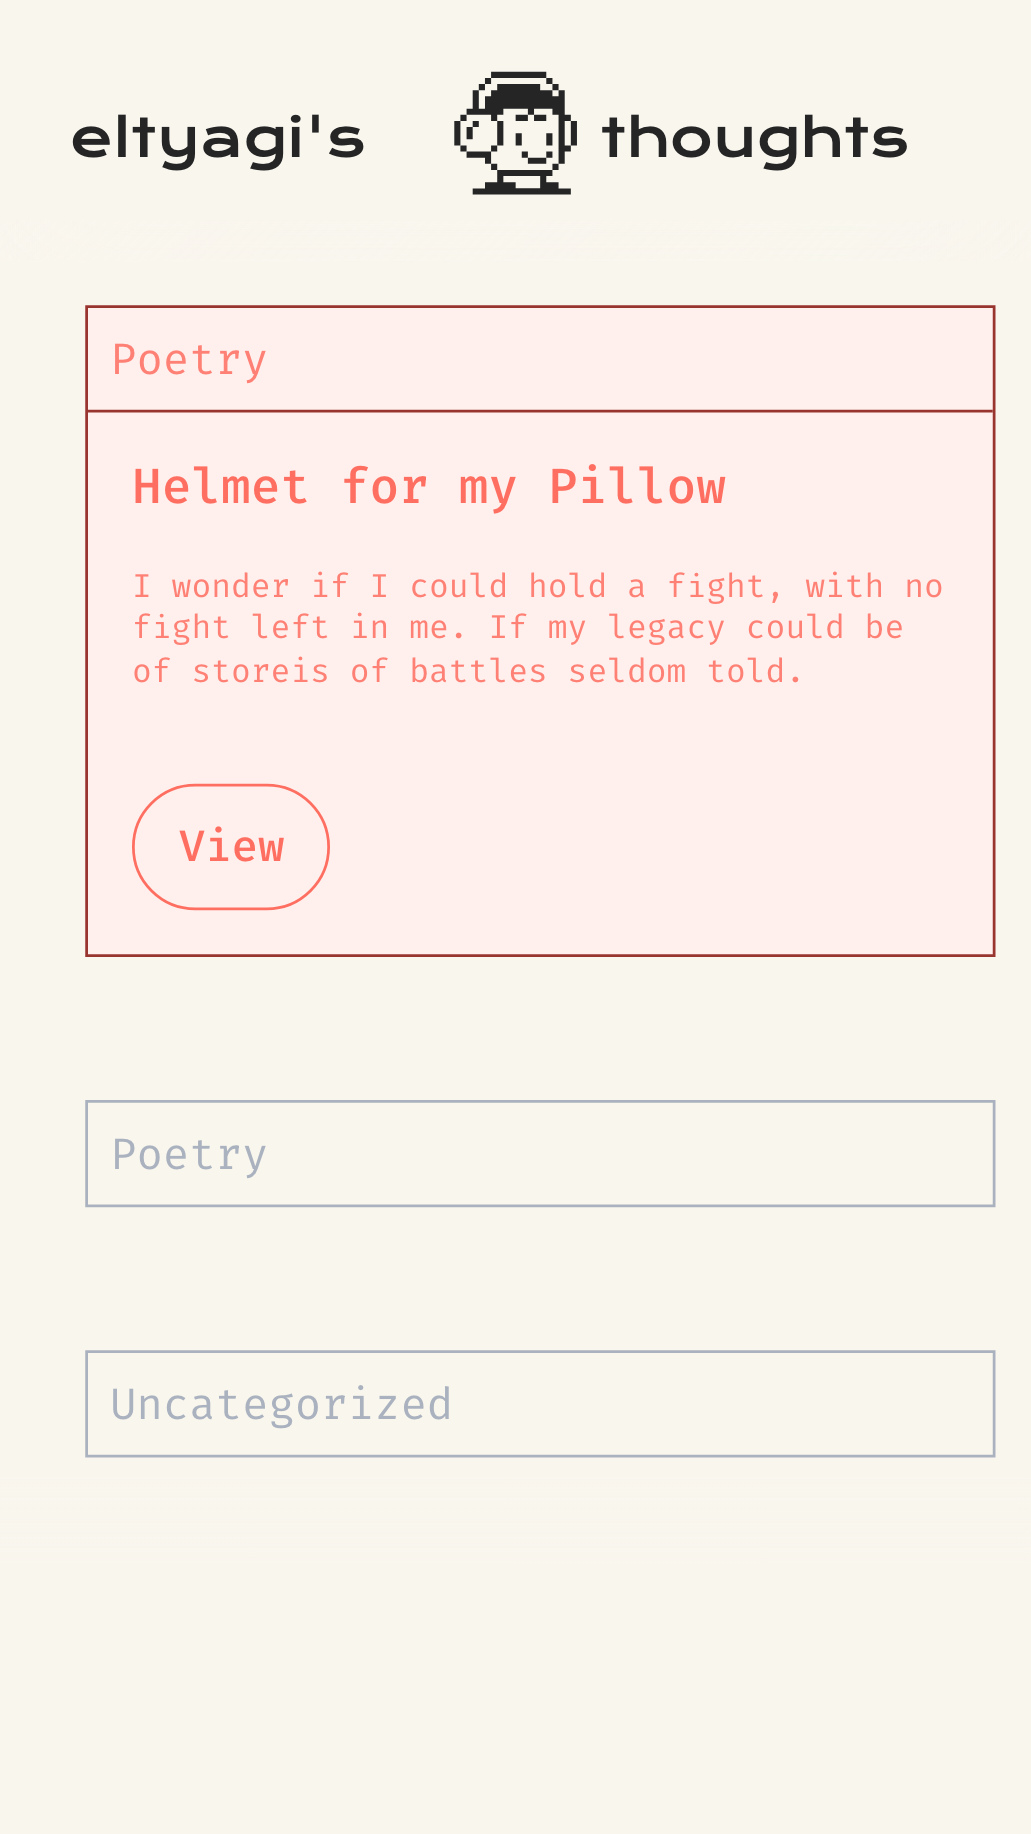 eltyagi's thoughts
Poetry
Helmet for my Pillow
I wonder if I could hold a fight, with no
fight left in me. If my legacy could be
of storeis of battles seldom told.
View
Poetry
Uncategorized